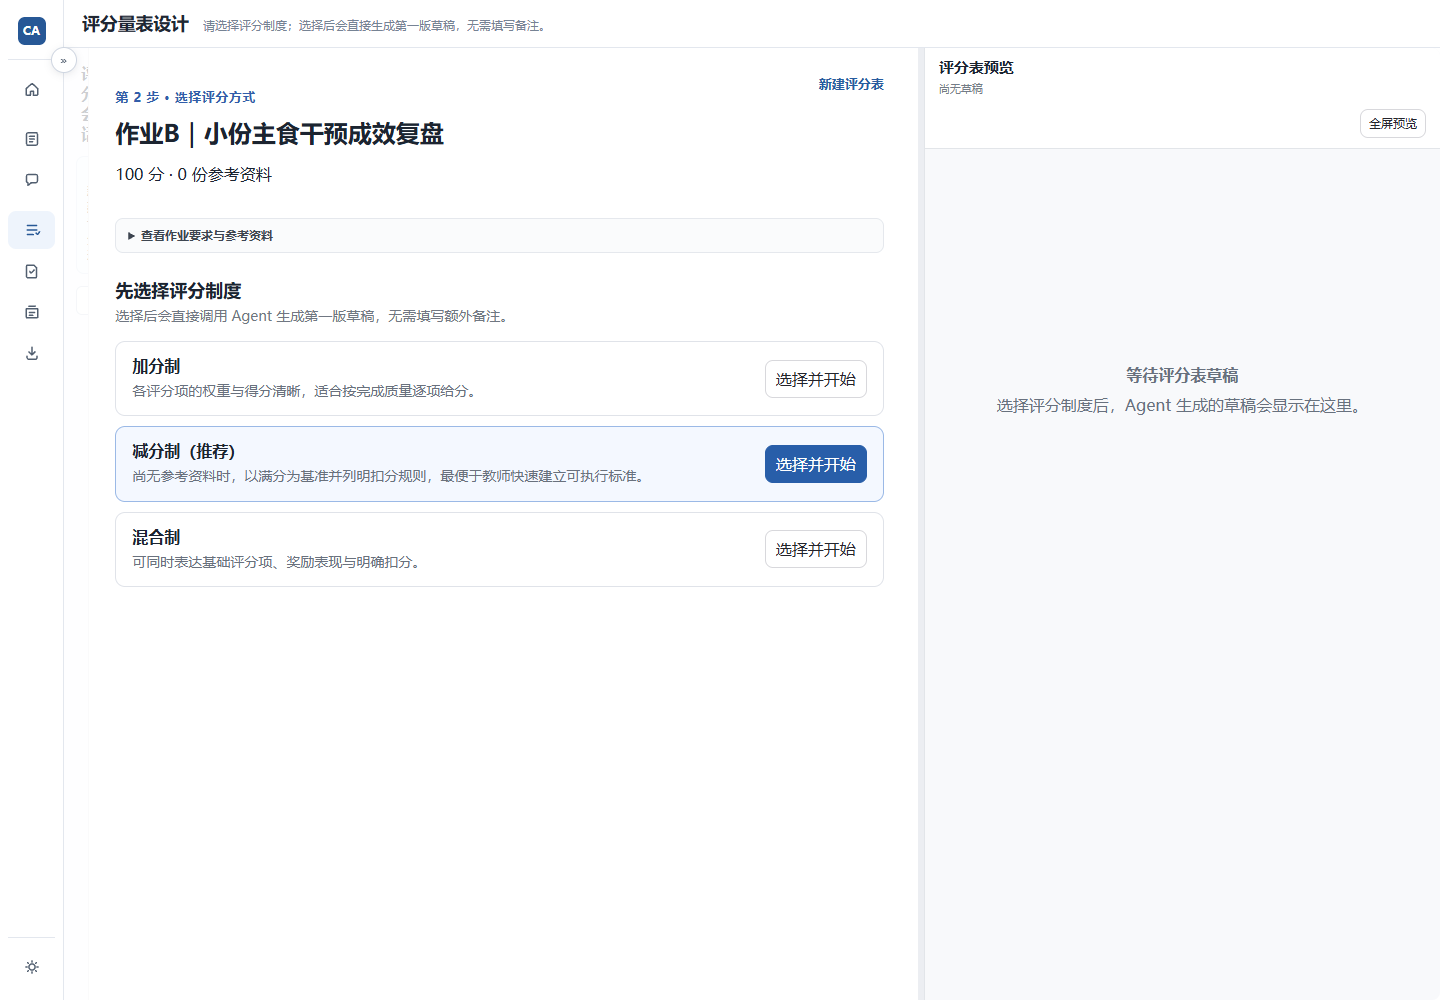 CA
»
评分量表设计
请选择评分制度；选择后会直接生成第一版草稿，无需填写备注。
新建评分表
第 2 步 • 选择评分方式
作业B｜小份主食干预成效复盘
100 分 · 0 份参考资料
▶ 查看作业要求与参考资料
先选择评分制度
选择后会直接调用 Agent 生成第一版草稿，无需填写额外备注。
加分制
各评分项的权重与得分清晰，适合按完成质量逐项给分。
选择并开始
减分制（推荐）
尚无参考资料时，以满分为基准并列明扣分规则，最便于教师快速建立可执行标准。
选择并开始
混合制
可同时表达基础评分项、奖励表现与明确扣分。
选择并开始
评分表预览
尚无草稿
全屏预览
等待评分表草稿
选择评分制度后，Agent 生成的草稿会显示在这里。